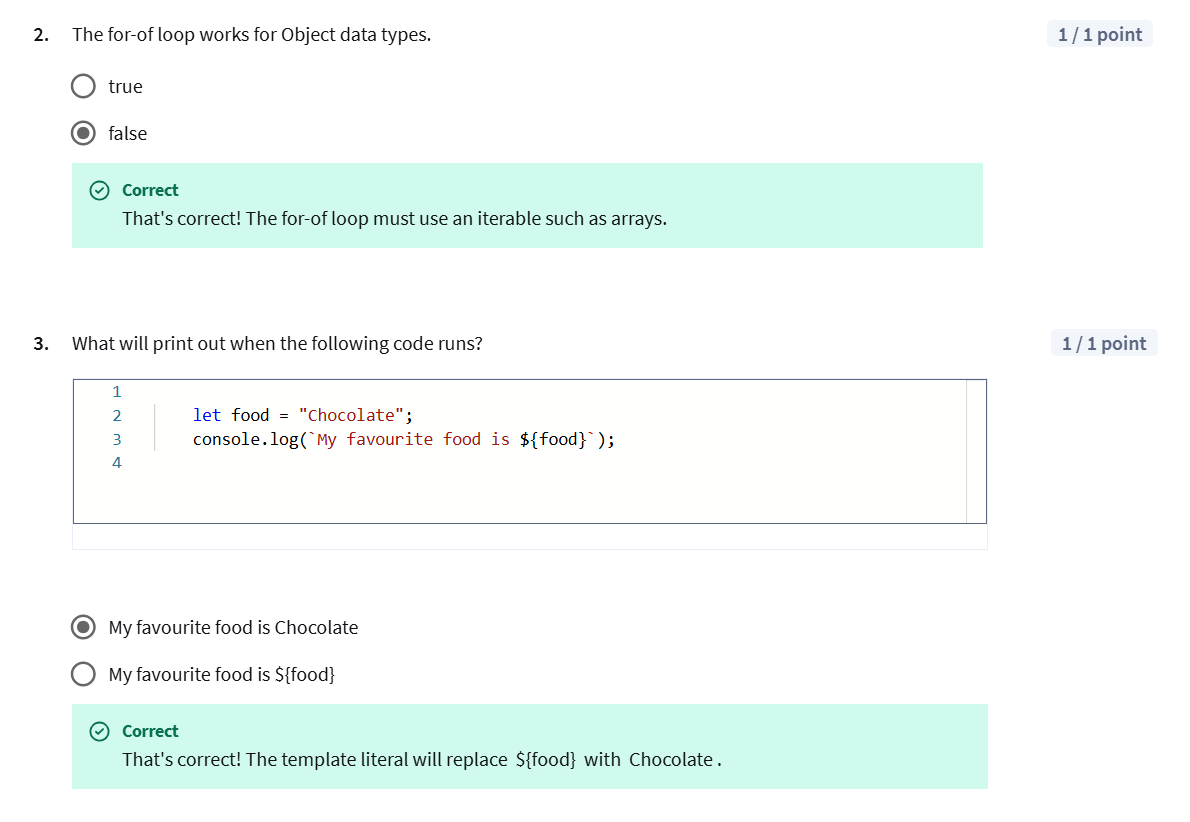 2. The for-of loop works for Object data types. 1 / 1 point
true
false
Correct
That's correct! The for-of loop must use an iterable such as arrays.
3. What will print out when the following code runs? 1 / 1 point
1
2 let food = "Chocolate";
3 console.log(`My favourite food is ${food}`);
4
My favourite food is Chocolate
My favourite food is ${food}
Correct
That's correct! The template literal will replace ${food} with Chocolate .